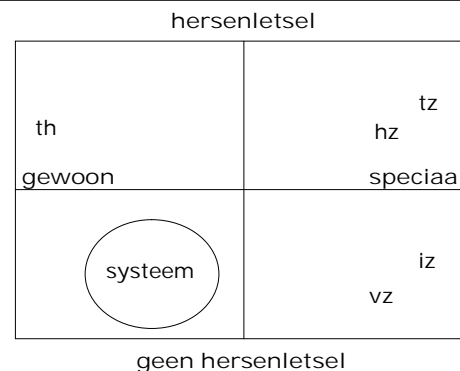 hersenletsel
tz
th
hz
gewoon speciaa
systeem
iz
vz
geen hersenletsel